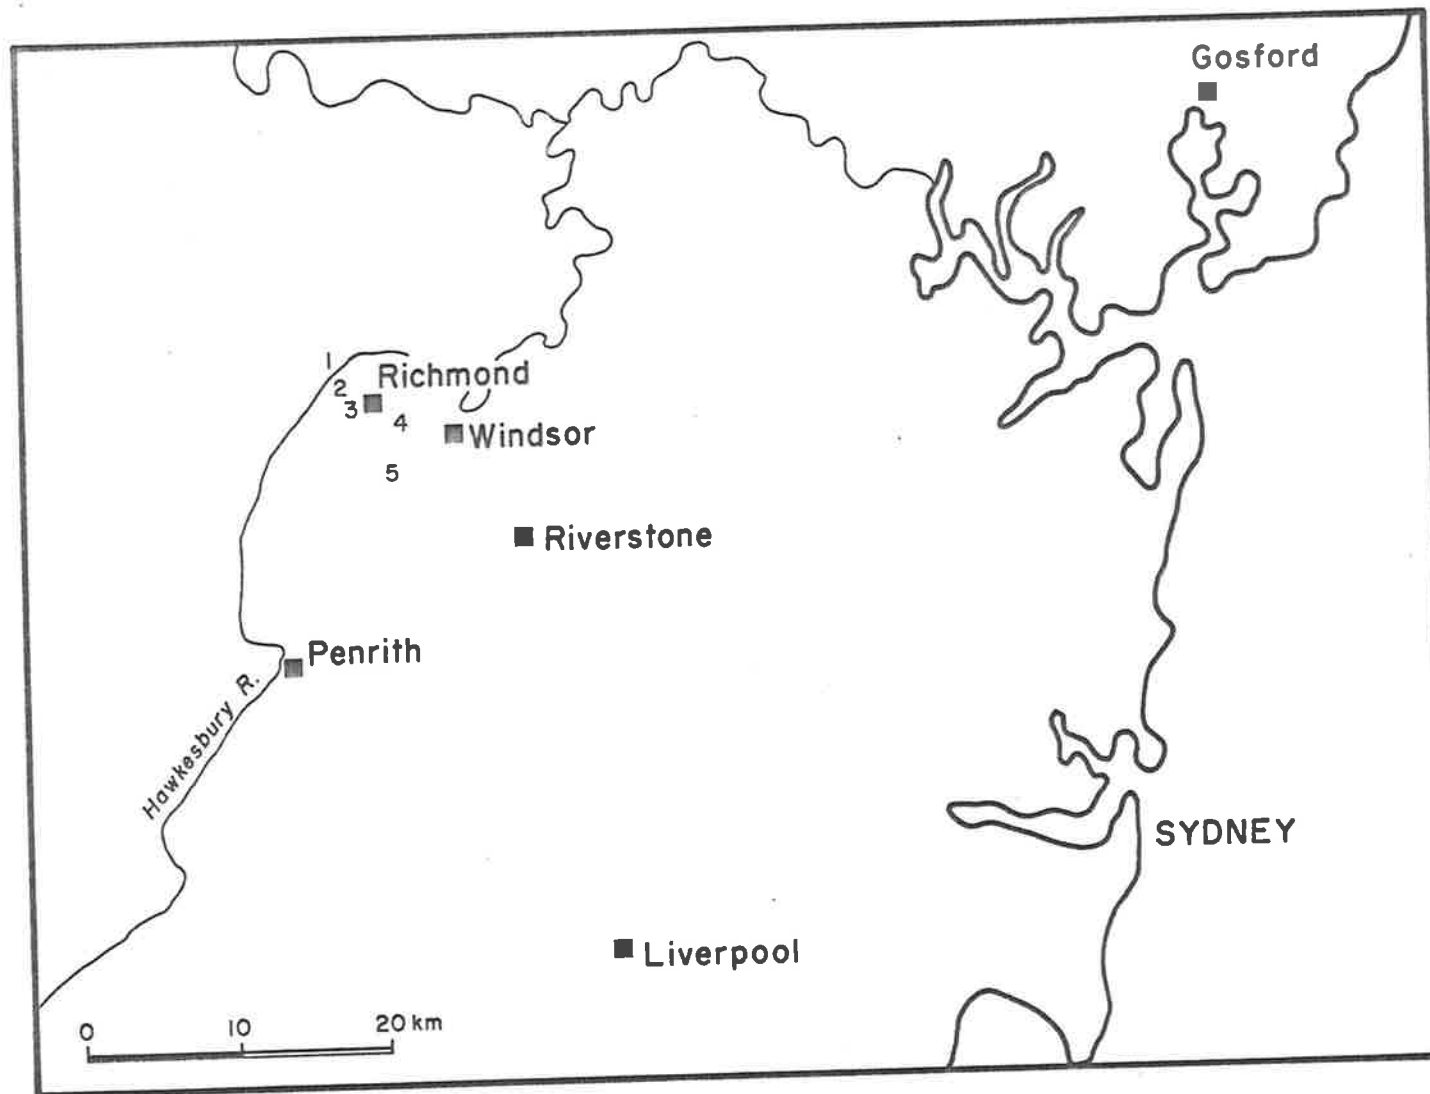 Gosford
1
Richmond
2
3
4
Windsor
5
Riverstone
Penrith
Hawkesbury R.
SYDNEY
Liverpool
0 10 20 km